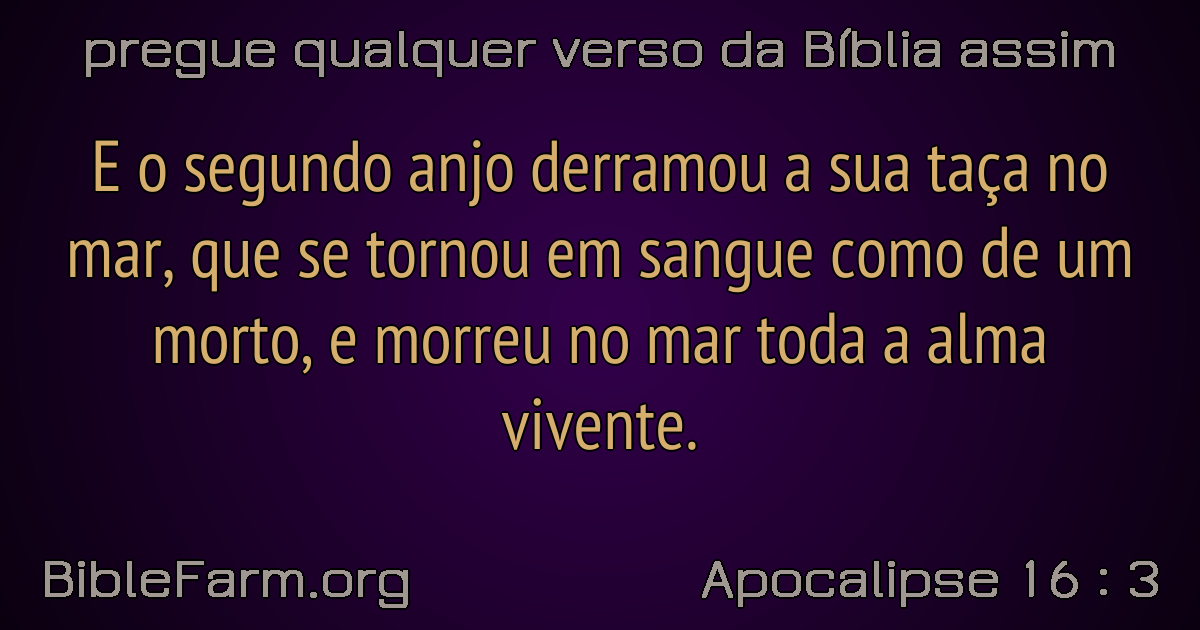 pregue qualquer verso da Bíblia assim
E o segundo anjo derramou a sua taça no
mar, que se tornou em sangue como de um
morto, e morreu no mar toda a alma
vivente.
BibleFarm.org
Apocalipse 16 : 3